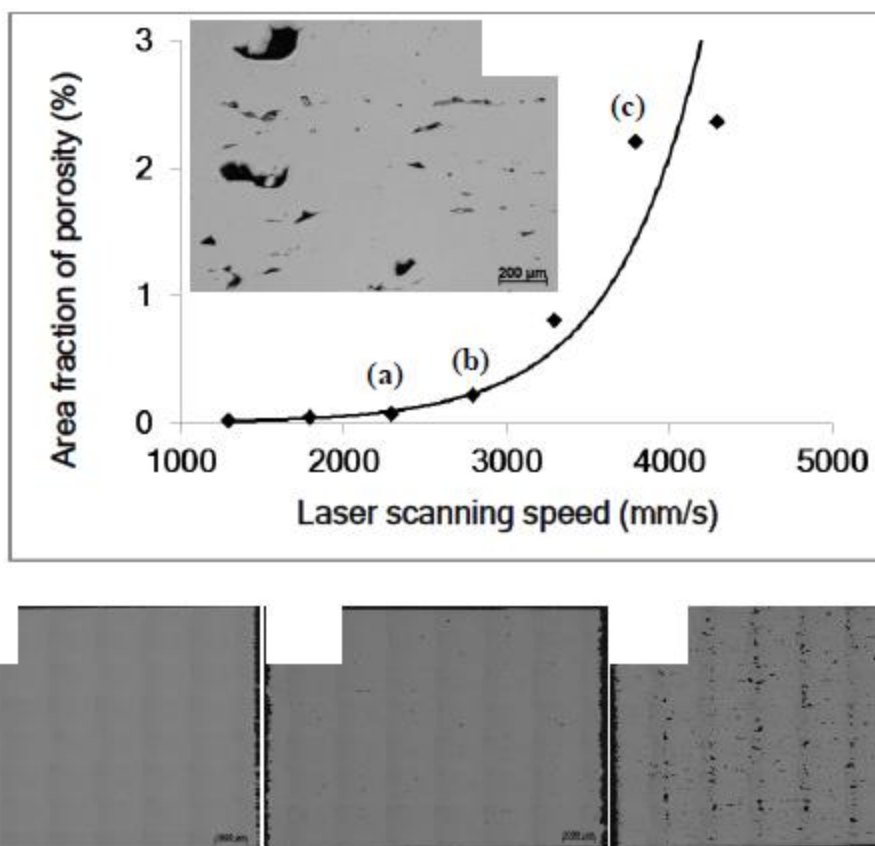 3
2
1
0
Area fraction of porosity (%)
200 µm
(a)
(b)
(c)
1000 2000 3000 4000 5000
Laser scanning speed (mm/s)